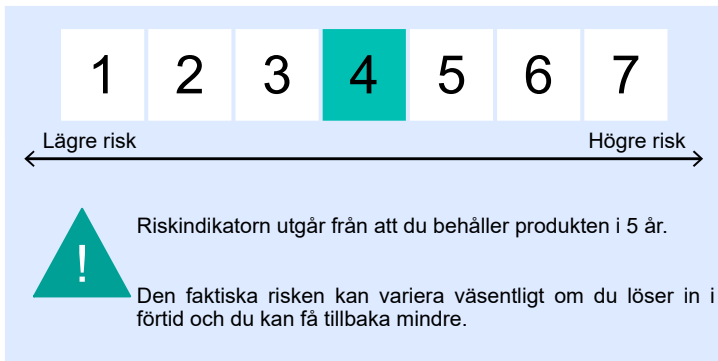 1 2 3 4 5 6 7
Lägre risk Högre risk
Riskindikatorn utgår från att du behåller produkten i 5 år.
!
Den faktiska risken kan variera väsentligt om du löser in i
förtid och du kan få tillbaka mindre.